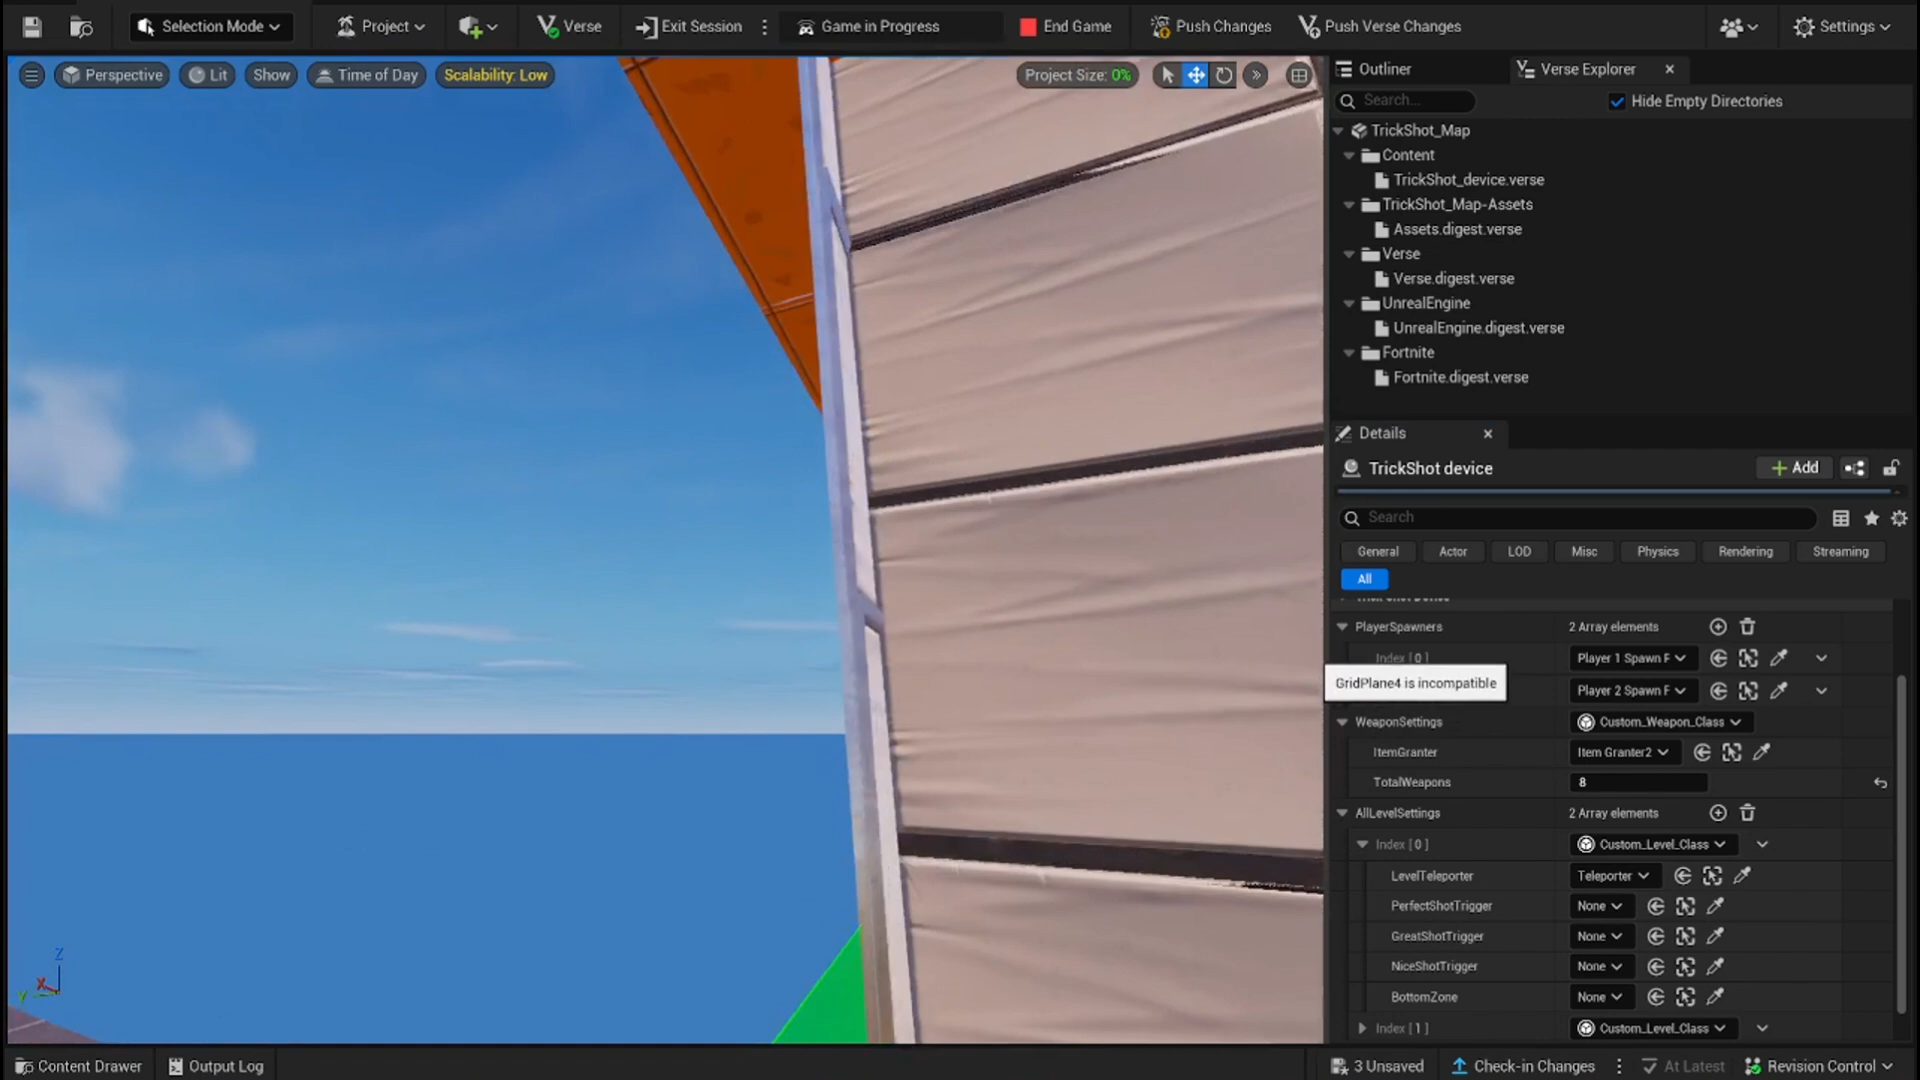 Selection Mode
Project
Verse
Exit Session
Game in Progress
End Game
Push Changes
Push Verse Changes
Settings
Perspective
Lit
Show
Time of Day
Scalability: Low
Project Size: 0%
Outliner
Verse Explorer
Search...
Hide Empty Directories
TrickShot_Map
Content
TrickShot_device.verse
TrickShot_Map-Assets
Assets.digest.verse
Verse
Verse.digest.verse
UnrealEngine
UnrealEngine.digest.verse
Fortnite
Fortnite.digest.verse
Details
TrickShot device
Add
Search
General
Actor
LOD
Misc
Physics
Rendering
Streaming
All
PlayerSpawners
2 Array elements
Index [ 0 ]
Player 1 Spawn F
GridPlane4 is incompatible
Player 2 Spawn F
WeaponSettings
Custom_Weapon_Class
ItemGranter
Item Granter2
TotalWeapons
8
AllLevelSettings
2 Array elements
Index [ 0 ]
Custom_Level_Class
LevelTeleporter
Teleporter
PerfectShotTrigger
None
GreatShotTrigger
None
NiceShotTrigger
None
BottomZone
None
Index [ 1 ]
Custom_Level_Class
Z
X
Y
Content Drawer
Output Log
3 Unsaved
Check-in Changes
At Latest
Revision Control